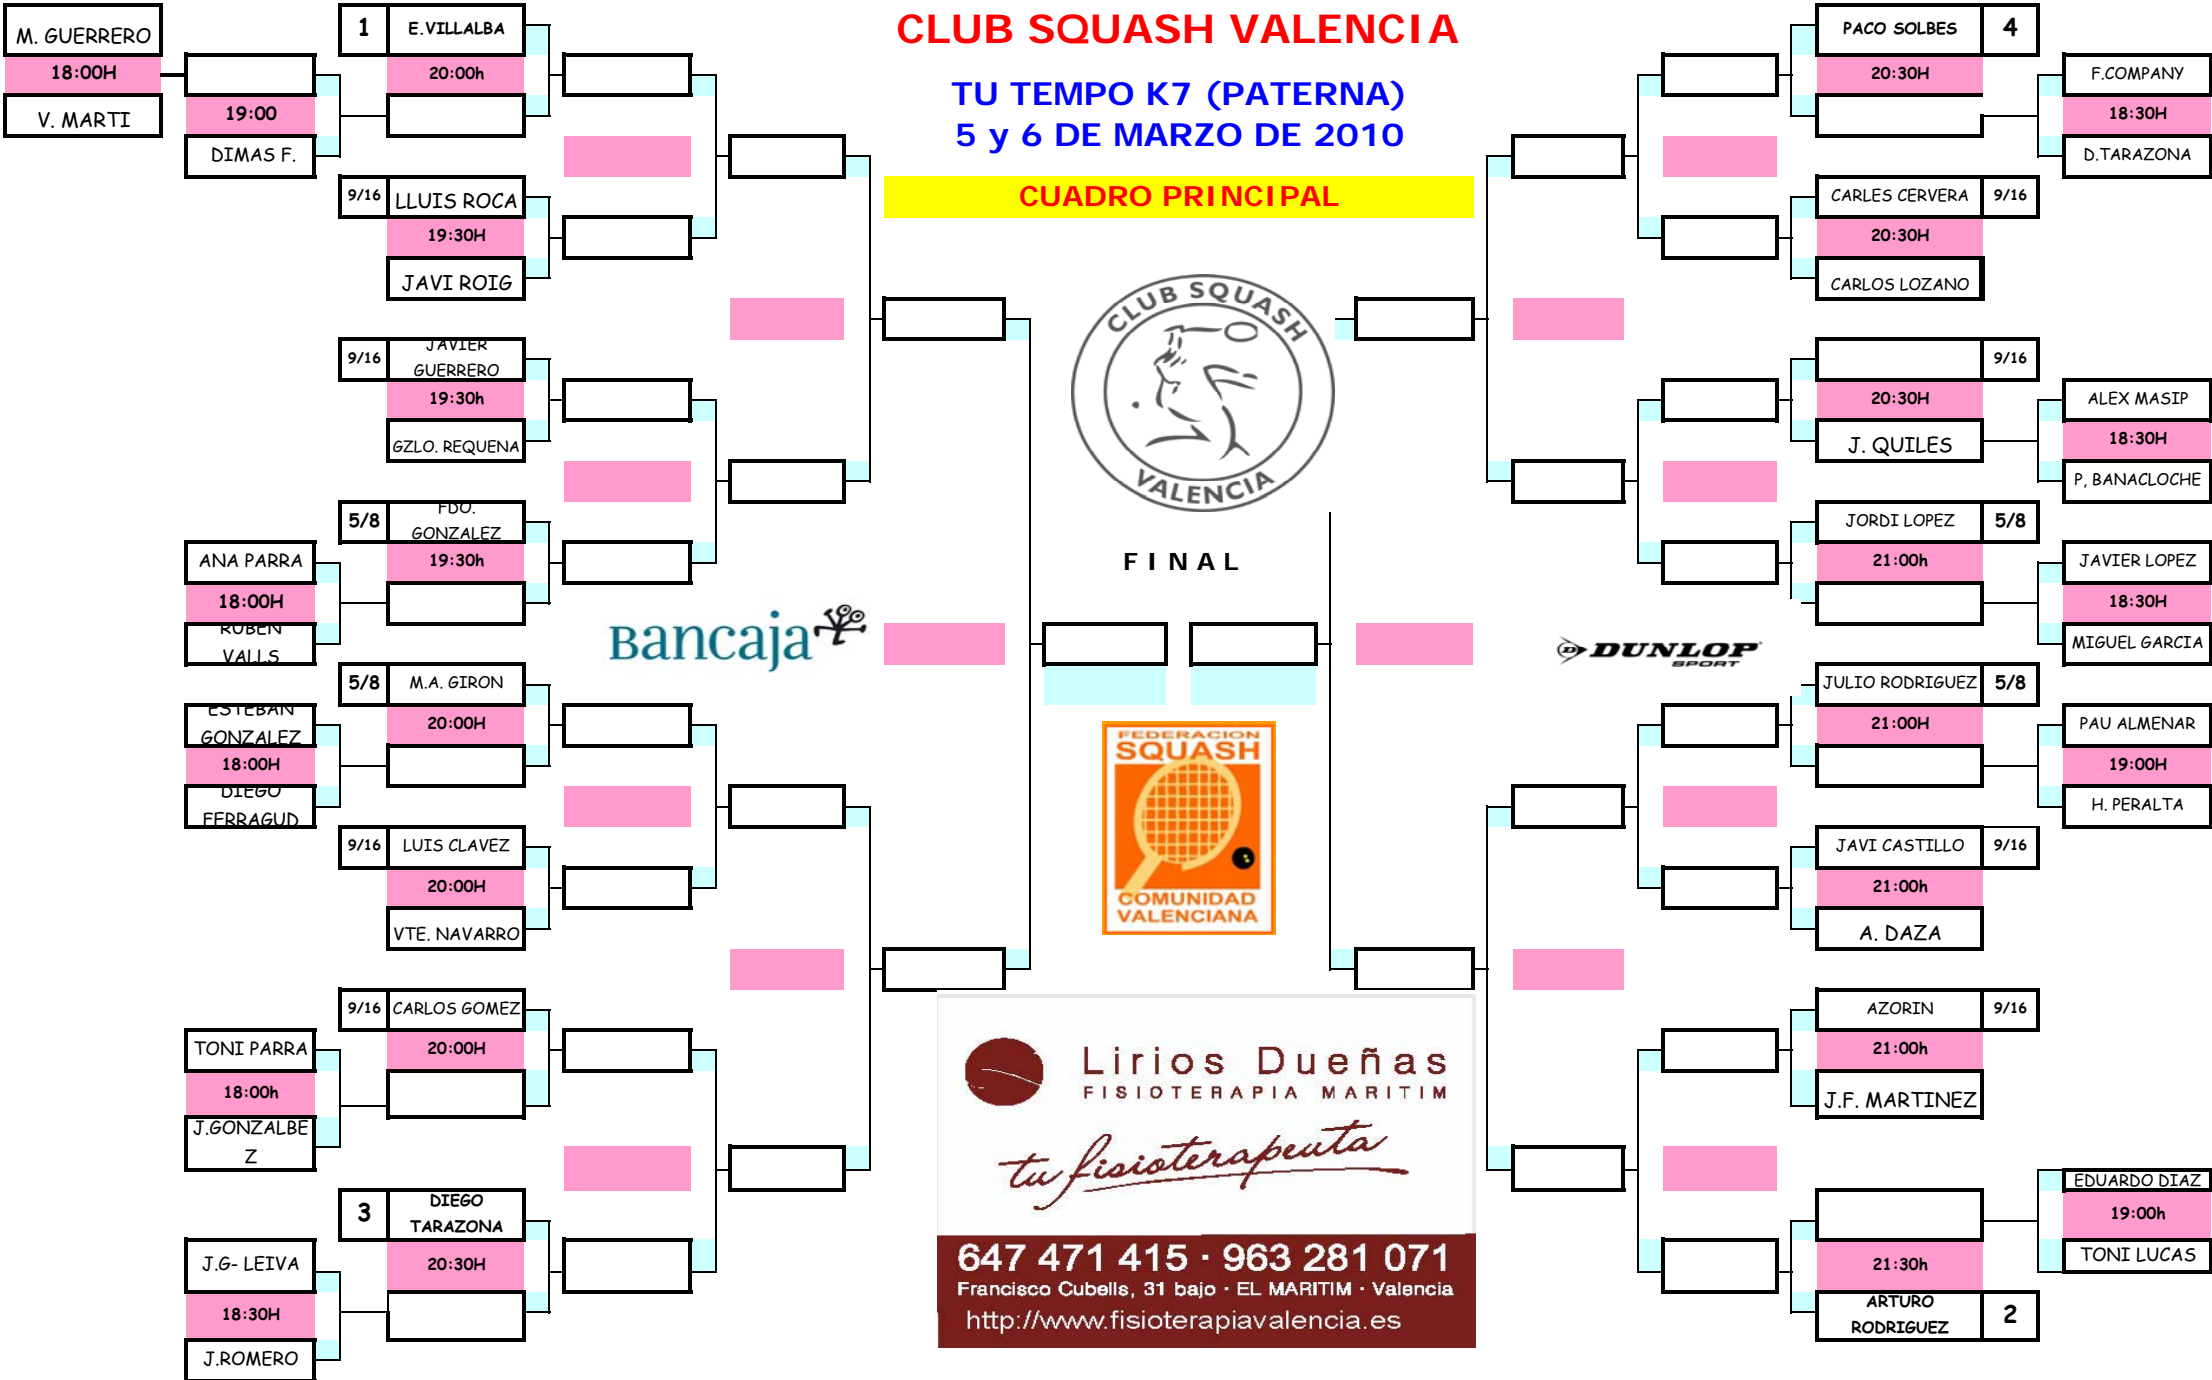 CLUB SQUASH VALENCIA
TU TEMPO K7 (PATERNA)
5 y 6 DE MARZO DE 2010
CUADRO PRINCIPAL
M. GUERRERO
18:00H
V. MARTI
19:00
DIMAS F.
1 E.VILLALBA
20:00h
9/16 LLUIS ROCA
19:30H
JAVI ROIG
9/16 JAVIER
GUERRERO
19:30h
GZLO. REQUENA
5/8 FDO.
GONZALEZ
19:30h
ANA PARRA
18:00H
RUBEN
VALLS
5/8 M.A. GIRON
20:00H
ESTEBAN
GONZALEZ
18:00H
DIEGO
FERRAGUD
9/16 LUIS CLAVEZ
20:00H
VTE. NAVARRO
9/16 CARLOS GOMEZ
20:00H
TONI PARRA
18:00h
J.GONZALBE
Z
3 DIEGO
TARAZONA
20:30H
J.G- LEIVA
18:30H
J.ROMERO
CLUB SQUASH
VALENCIA
FINAL
Bancaja
DUNLOP
SPORT
FEDERACION
SQUASH
COMUNIDAD
VALENCIANA
Lirios Dueñas
FISIOTERAPIA MARITIM
tu fisioterapeuta
647 471 415 · 963 281 071
Francisco Cubells, 31 bajo · EL MARITIM · Valencia
http://www.fisioterapiavalencia.es
PACO SOLBES 4
20:30H
F.COMPANY
18:30H
D.TARAZONA
CARLES CERVERA 9/16
20:30H
CARLOS LOZANO
9/16
20:30H
J. QUILES
ALEX MASIP
18:30H
P, BANACLOCHE
JORDI LOPEZ 5/8
21:00h
JAVIER LOPEZ
18:30H
MIGUEL GARCIA
JULIO RODRIGUEZ 5/8
21:00H
PAU ALMENAR
19:00H
H. PERALTA
JAVI CASTILLO 9/16
21:00h
A. DAZA
AZORIN 9/16
21:00h
J.F. MARTINEZ
EDUARDO DIAZ
19:00h
TONI LUCAS
21:30h
ARTURO
RODRIGUEZ 2